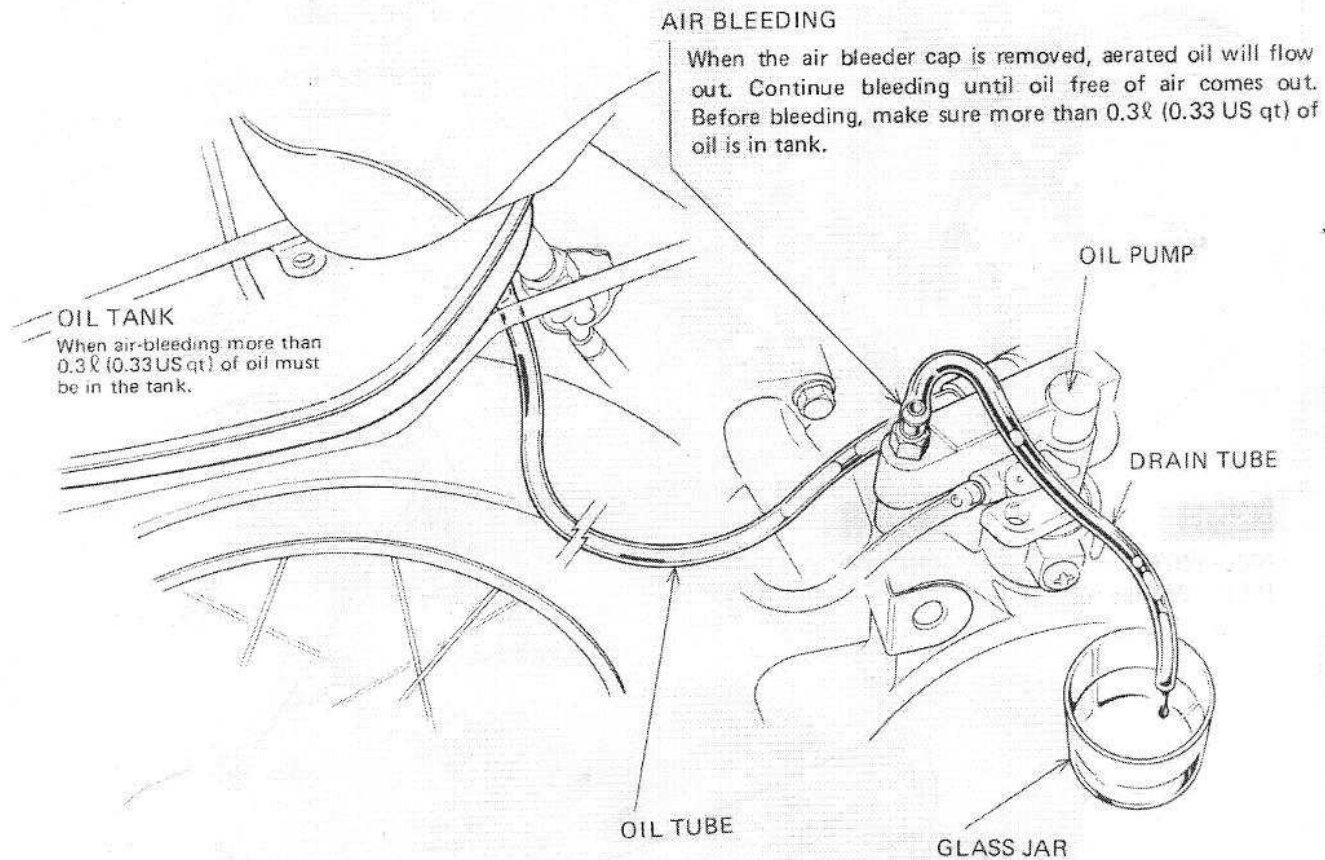 AIR BLEEDING
When the air bleeder cap is removed, aerated oil will flow
out. Continue bleeding until oil free of air comes out.
Before bleeding, make sure more than 0.3ℓ (0.33 US qt) of
oil is in tank.
OIL PUMP
OIL TANK
When air-bleeding more than
0.3ℓ (0.33 US qt) of oil must
be in the tank.
DRAIN TUBE
OIL TUBE
GLASS JAR